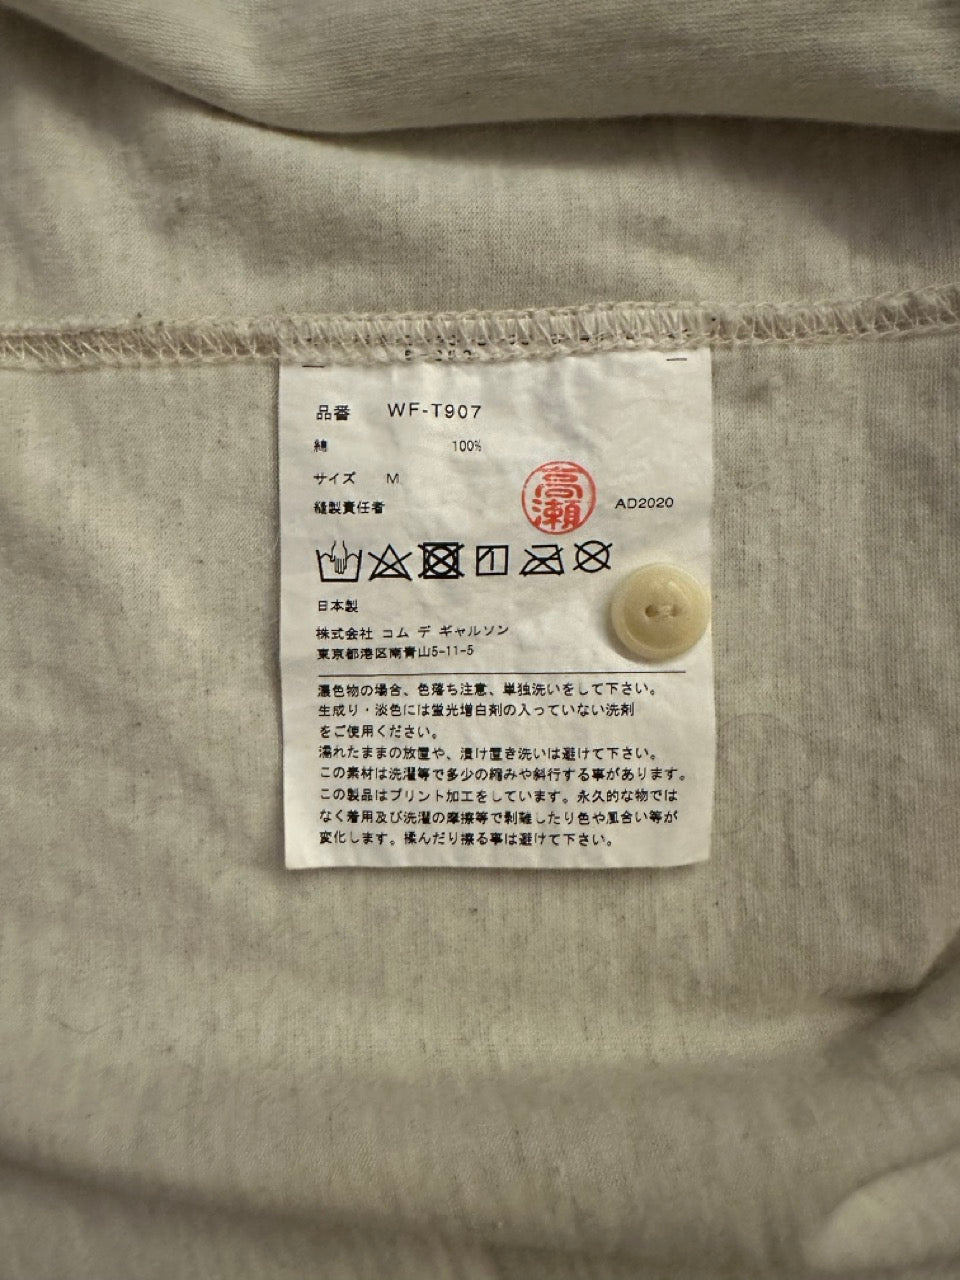 品番 WF-T907
綿 100%
サイズ M
縫製責任者 高瀬 AD2020
日本製
株式会社 コム デ ギャルソン
東京都港区南青山5-11-5
濃色物の場合、色落ち注意、単独洗いをして下さい。
生成り・淡色には蛍光増白剤の入っていない洗剤
をご使用ください。
濡れたままの放置や、漬け置き洗いは避けて下さい。
この素材は洗濯等で多少の縮みや斜行する事があります。
この製品はプリント加工をしています。永久的な物では
なく着用及び洗濯の摩擦等で剥離したり色や風合い等が
変化します。揉んだり擦る事は避けて下さい。